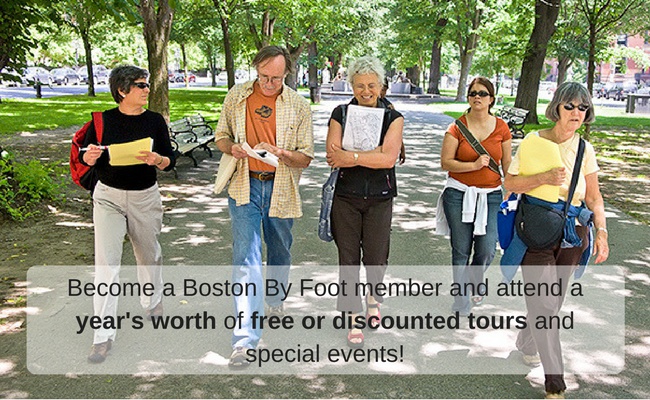 Become a Boston By Foot member and attend a
year's worth of free or discounted tours and
special events!